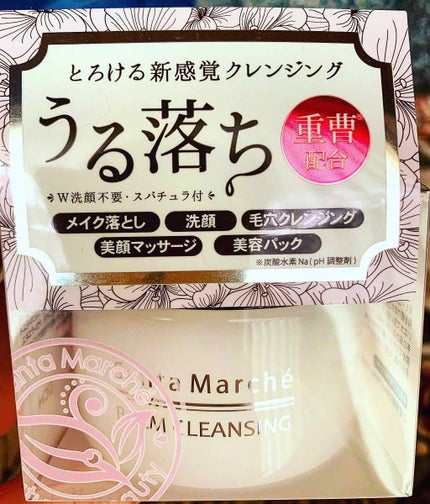 とろける新感覚クレンジング
うる落ち
重曹
配合
W洗顔不要・スパチュラ付
メイク落とし 洗顔 毛穴クレンジング
美顔マッサージ 美容パック
※炭酸水素Na(pH調整剤)
Marché
CLEANSING